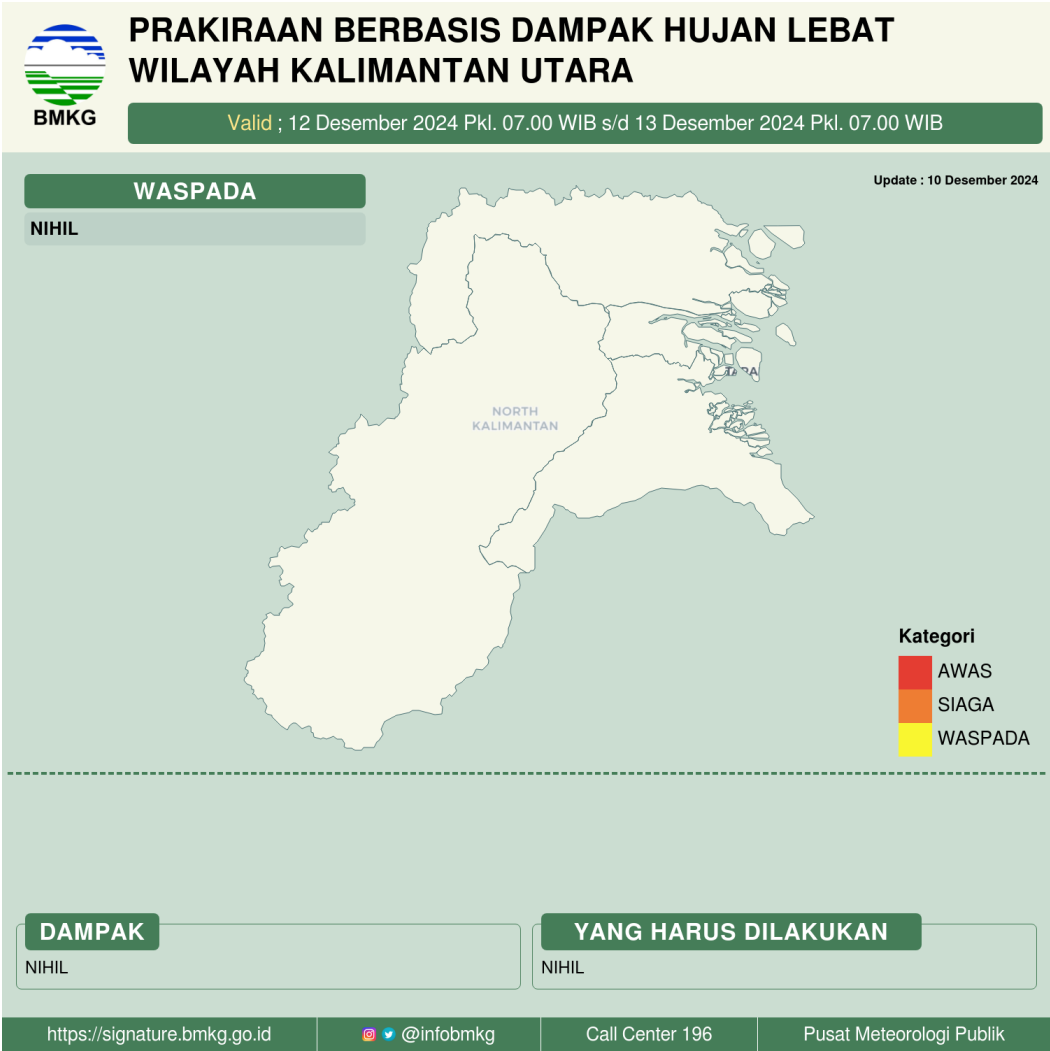 PRAKIRAAN BERBASIS DAMPAK HUJAN LEBAT
WILAYAH KALIMANTAN UTARA
BMKG
Valid ; 12 Desember 2024 Pkl. 07.00 WIB s/d 13 Desember 2024 Pkl. 07.00 WIB
WASPADA
Update : 10 Desember 2024
NIHIL
NORTH
KALIMANTAN
Kategori
AWAS
SIAGA
WASPADA
DAMPAK
NIHIL
YANG HARUS DILAKUKAN
NIHIL
https://signature.bmkg.go.id
@infobmkg
Call Center 196
Pusat Meteorologi Publik